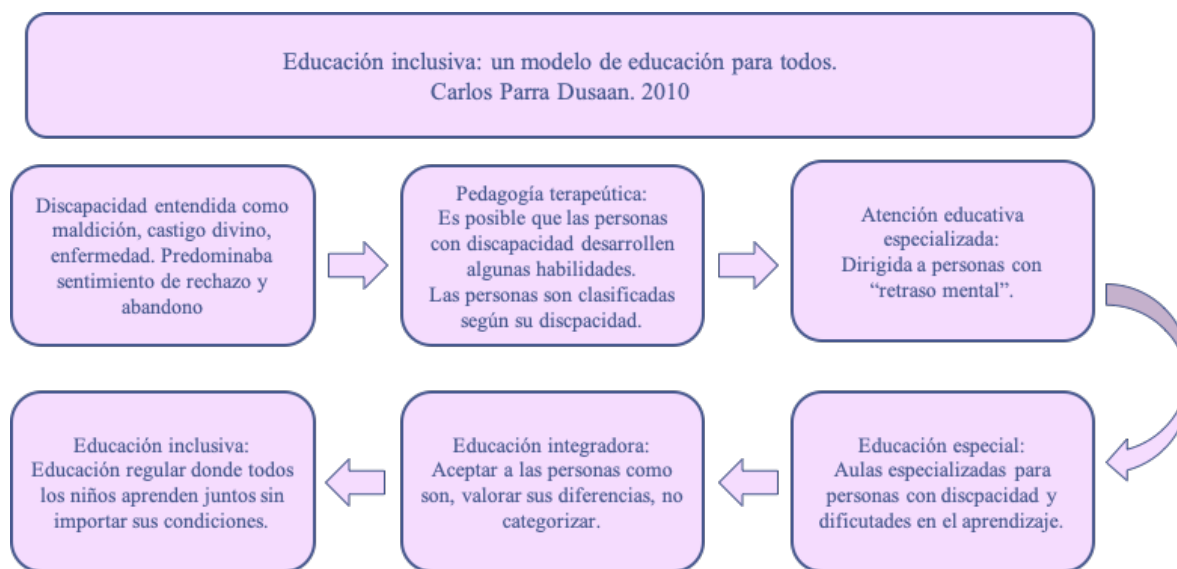 Educación inclusiva: un modelo de educación para todos.
Carlos Parra Dusaan. 2010
Discapacidad entendida como
maldición, castigo divino,
enfermedad. Predominaba
sentimiento de rechazo y
abandono
Pedagogía terapeútica:
Es posible que las personas
con discapacidad desarrollen
algunas habilidades.
Las personas son clasificadas
según su discpacidad.
Atención educativa
especializada:
Dirigida a personas con
“retraso mental”.
Educación especial:
Aulas especializadas para
personas con discpacidad y
dificutades en el aprendizaje.
Educación integradora:
Aceptar a las personas como
son, valorar sus diferencias, no
categorizar.
Educación inclusiva:
Educación regular donde todos
los niños aprenden juntos sin
importar sus condiciones.